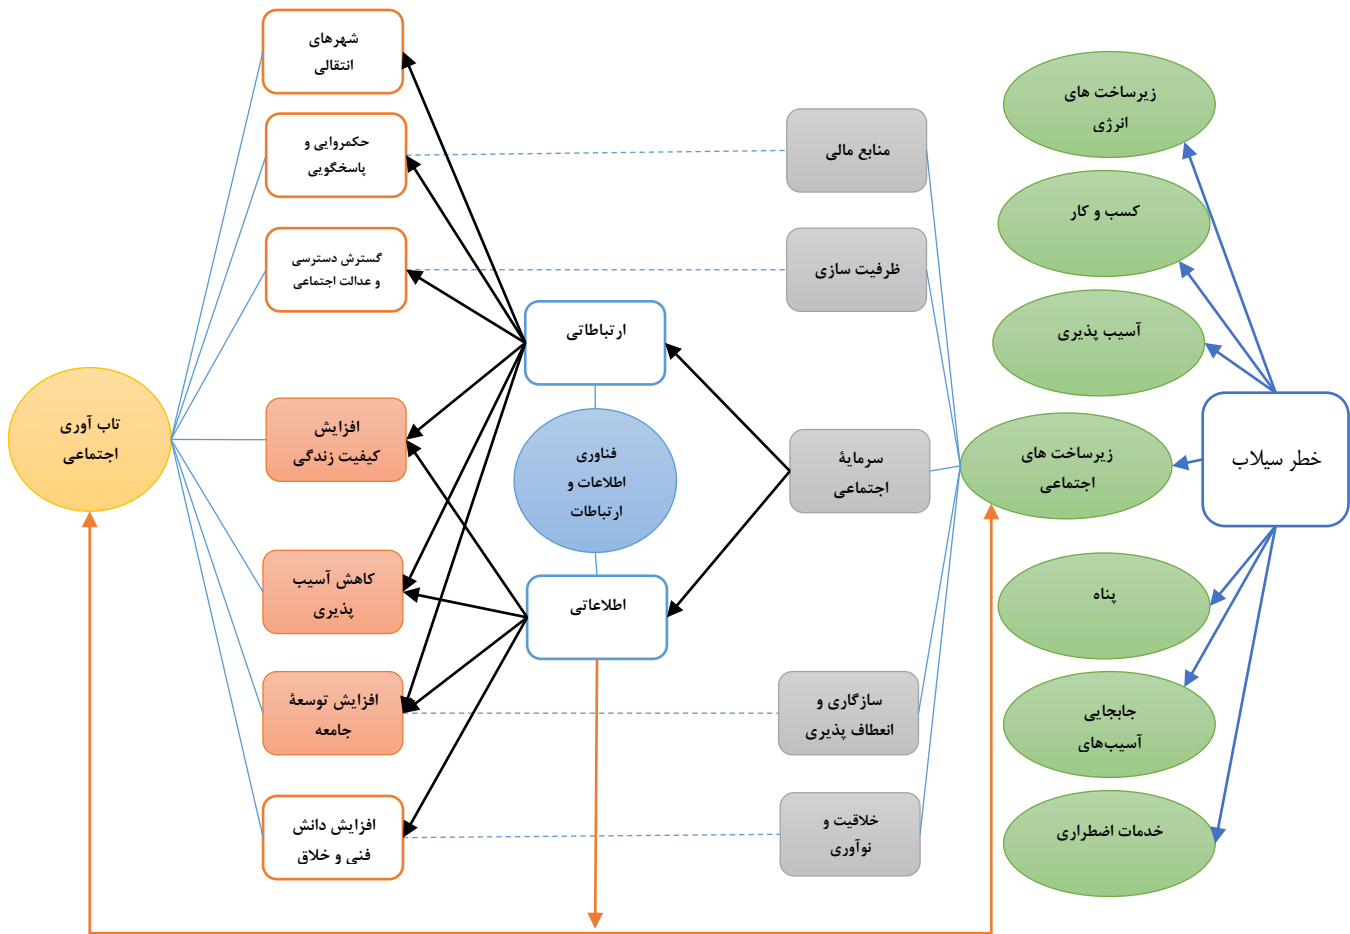 خطر سیلاب
زیرساخت های
انرژی
کسب و کار
آسیب پذیری
زیرساخت های
اجتماعی
پناه
جابجایی
آسیب‌های
خدمات اضطراری
منابع مالی
ظرفیت سازی
سرمایۀ
اجتماعی
سازگاری و
انعطاف پذیری
خلاقیت و
نوآوری
ارتباطاتی
فناوری
اطلاعات و
ارتباطات
اطلاعاتی
شهرهای
انتقالی
حکمروایی و
پاسخگویی
گسترش دسترسی
و عدالت اجتماعی
افزایش
کیفیت زندگی
کاهش آسیب
پذیری
افزایش توسعۀ
جامعه
افزایش دانش
فنی و خلاق
تاب آوری
اجتماعی